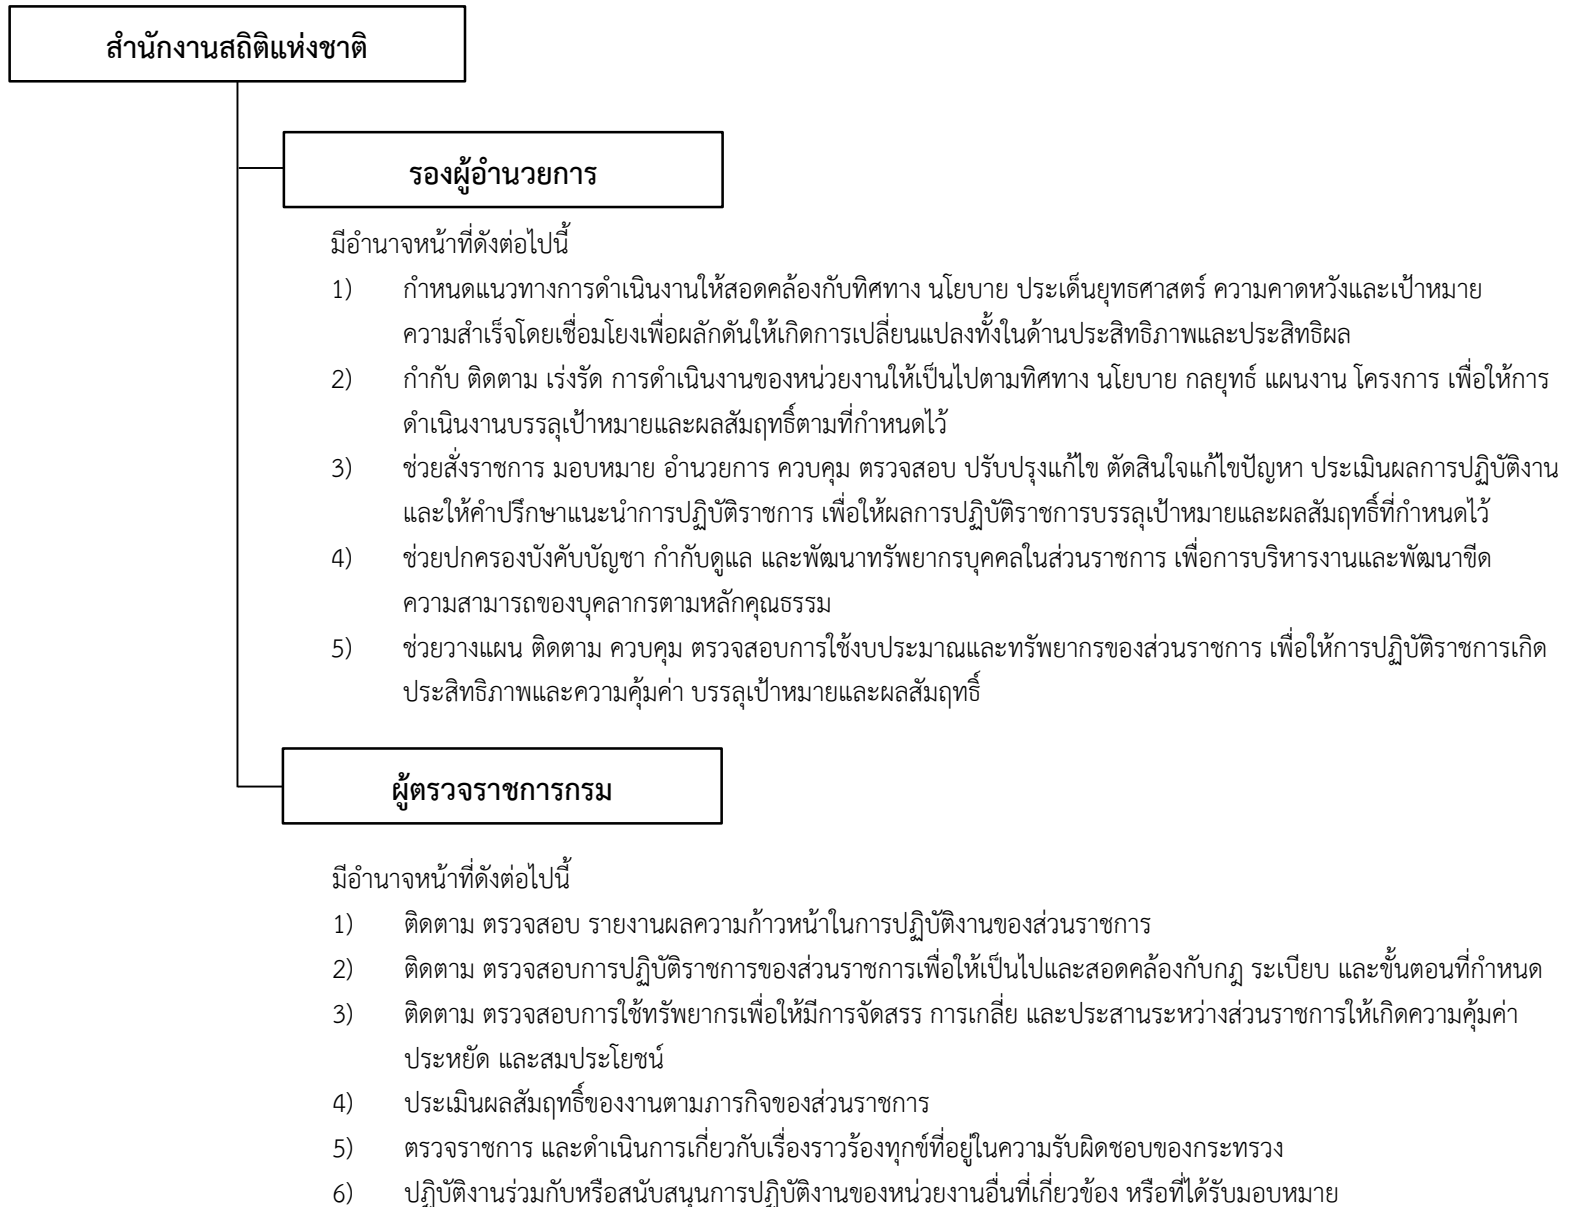 สำนักงานสถิติแห่งชาติ
รองผู้อำนวยการ
มีอำนาจหน้าที่ดังต่อไปนี้
1) กำหนดแนวทางการดำเนินงานให้สอดคล้องกับทิศทาง นโยบาย ประเด็นยุทธศาสตร์ ความคาดหวังและเป้าหมาย
ความสำเร็จโดยเชื่อมโยงเพื่อผลักดันให้เกิดการเปลี่ยนแปลงทั้งในด้านประสิทธิภาพและประสิทธิผล
2) กำกับ ติดตาม เร่งรัด การดำเนินงานของหน่วยงานให้เป็นไปตามทิศทาง นโยบาย กลยุทธ์ แผนงาน โครงการ เพื่อให้การ
ดำเนินงานบรรลุเป้าหมายและผลสัมฤทธิ์ตามที่กำหนดไว้
3) ช่วยสั่งราชการ มอบหมาย อำนวยการ ควบคุม ตรวจสอบ ปรับปรุงแก้ไข ตัดสินใจแก้ไขปัญหา ประเมินผลการปฏิบัติงาน
และให้คำปรึกษาแนะนำการปฏิบัติราชการ เพื่อให้ผลการปฏิบัติราชการบรรลุเป้าหมายและผลสัมฤทธิ์ที่กำหนดไว้
4) ช่วยปกครองบังคับบัญชา กำกับดูแล และพัฒนาทรัพยากรบุคคลในส่วนราชการ เพื่อการบริหารงานและพัฒนาขีด
ความสามารถของบุคลากรตามหลักคุณธรรม
5) ช่วยวางแผน ติดตาม ควบคุม ตรวจสอบการใช้งบประมาณและทรัพยากรของส่วนราชการ เพื่อให้การปฏิบัติราชการเกิด
ประสิทธิภาพและความคุ้มค่า บรรลุเป้าหมายและผลสัมฤทธิ์
ผู้ตรวจราชการกรม
มีอำนาจหน้าที่ดังต่อไปนี้
1) ติดตาม ตรวจสอบ รายงานผลความก้าวหน้าในการปฏิบัติงานของส่วนราชการ
2) ติดตาม ตรวจสอบการปฏิบัติราชการของส่วนราชการเพื่อให้เป็นไปและสอดคล้องกับกฎ ระเบียบ และขั้นตอนที่กำหนด
3) ติดตาม ตรวจสอบการใช้ทรัพยากรเพื่อให้มีการจัดสรร การเกลี่ย และประสานระหว่างส่วนราชการให้เกิดความคุ้มค่า
ประหยัด และสมประโยชน์
4) ประเมินผลสัมฤทธิ์ของงานตามภารกิจของส่วนราชการ
5) ตรวจราชการ และดำเนินการเกี่ยวกับเรื่องราวร้องทุกข์ที่อยู่ในความรับผิดชอบของกระทรวง
6) ปฏิบัติงานร่วมกับหรือสนับสนุนการปฏิบัติงานของหน่วยงานอื่นที่เกี่ยวข้อง หรือที่ได้รับมอบหมาย